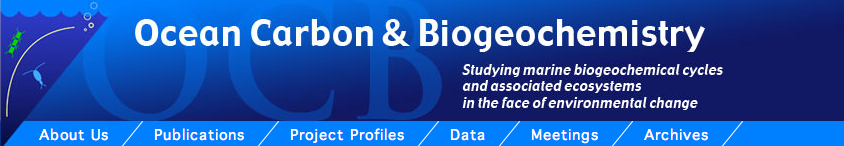 Ocean Carbon & Biogeochemistry
OCB
Studying marine biogeochemical cycles
and associated ecosystems
in the face of environmental change
About Us Publications Project Profiles Data Meetings Archives